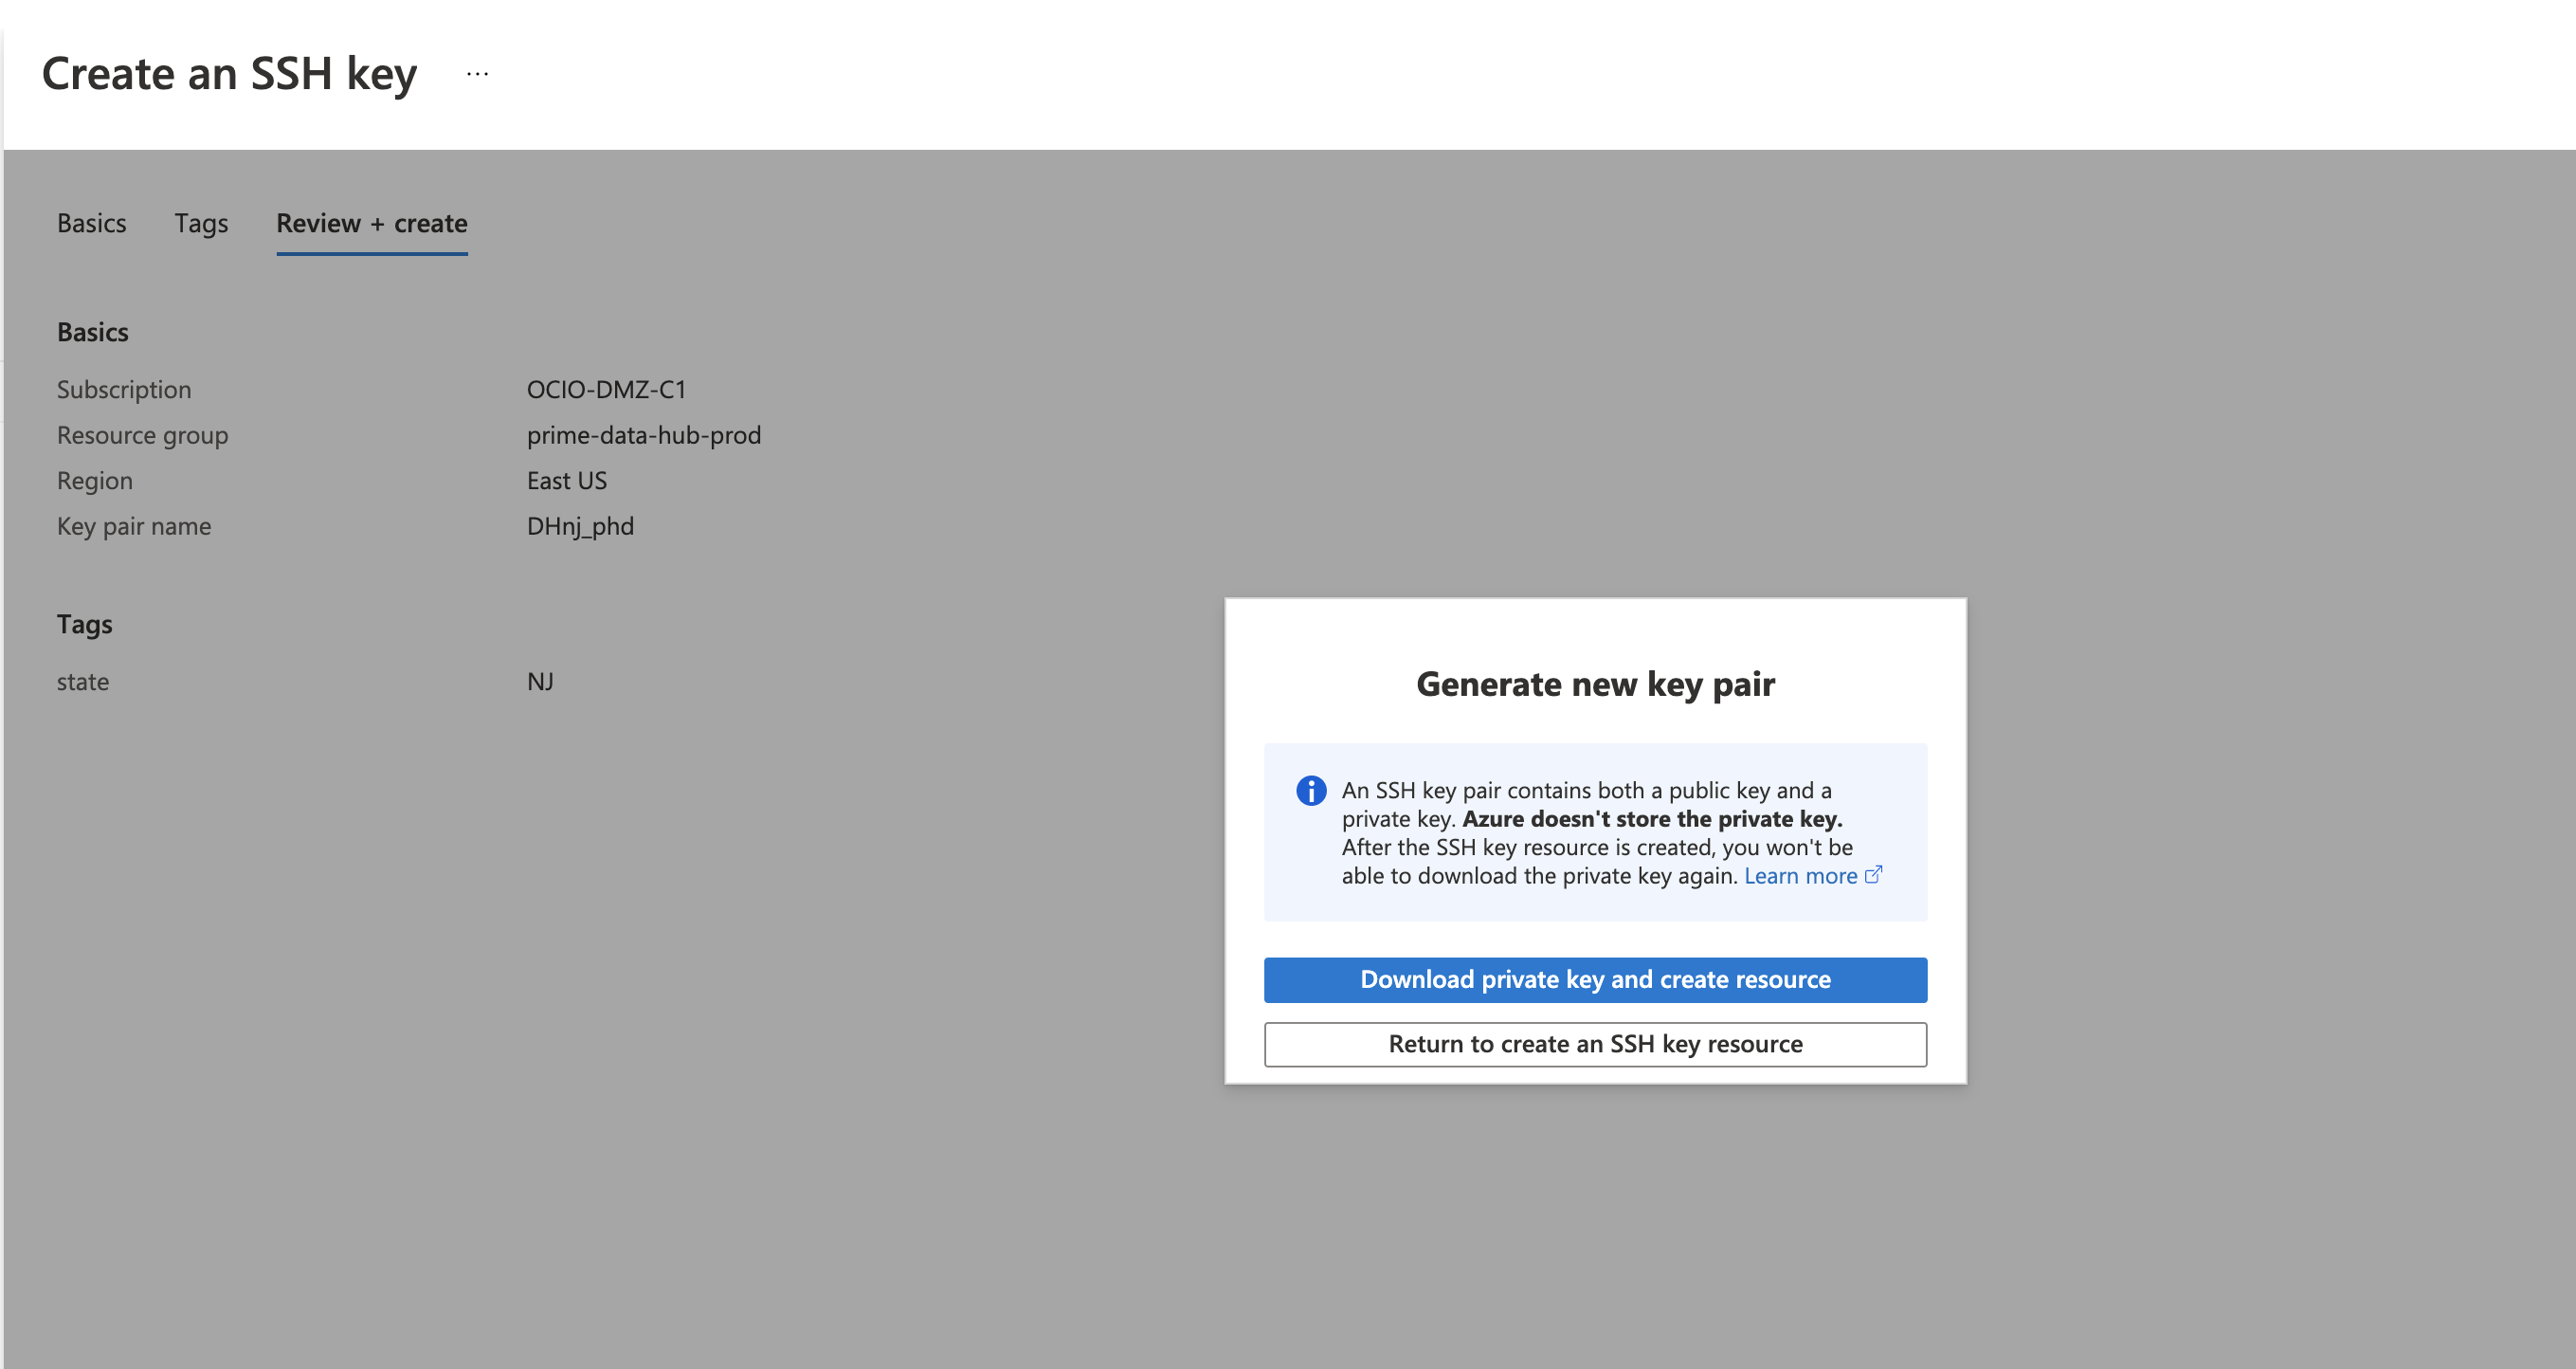 Create an SSH key ...
Basics Tags Review + create
Basics
Subscription OCIO-DMZ-C1
Resource group prime-data-hub-prod
Region East US
Key pair name DHnj_phd
Tags
state NJ
Generate new key pair
An SSH key pair contains both a public key and a
private key. Azure doesn't store the private key.
After the SSH key resource is created, you won't be
able to download the private key again. Learn more
Download private key and create resource
Return to create an SSH key resource